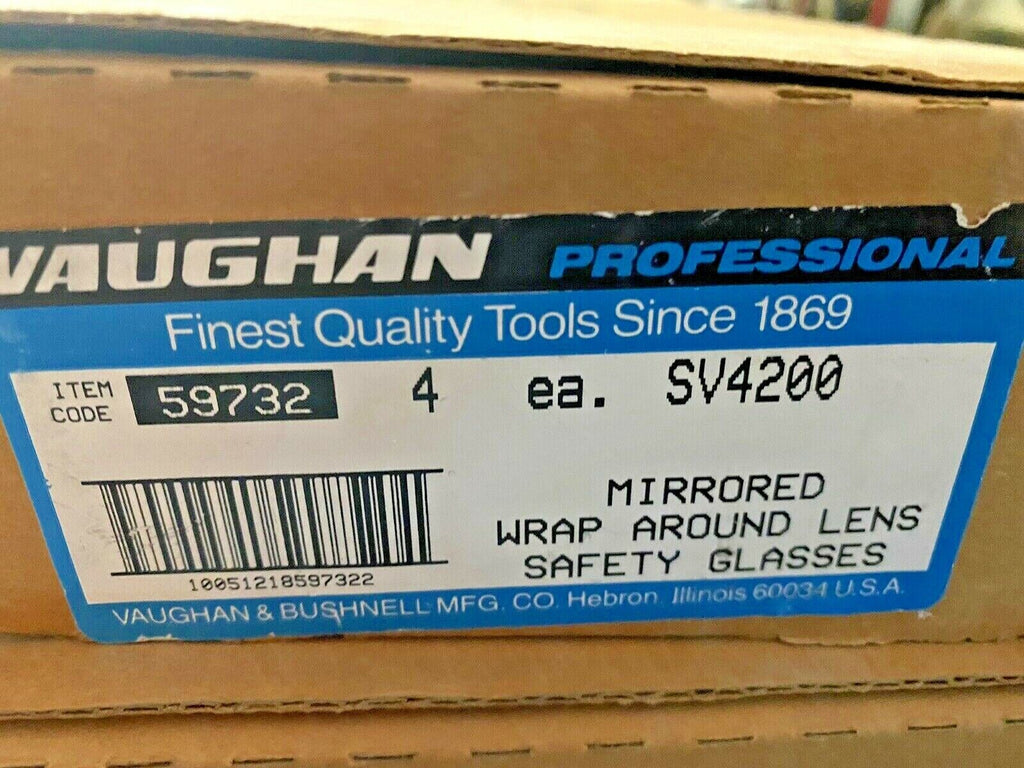 VAUGHAN PROFESSIONAL
Finest Quality Tools Since 1869
ITEM CODE 59732 4 ea. SV4200
MIRRORED
WRAP AROUND LENS
SAFETY GLASSES
10051218597322
VAUGHAN & BUSHNELL MFG. CO. Hebron, Illinois 60034 U.S.A.